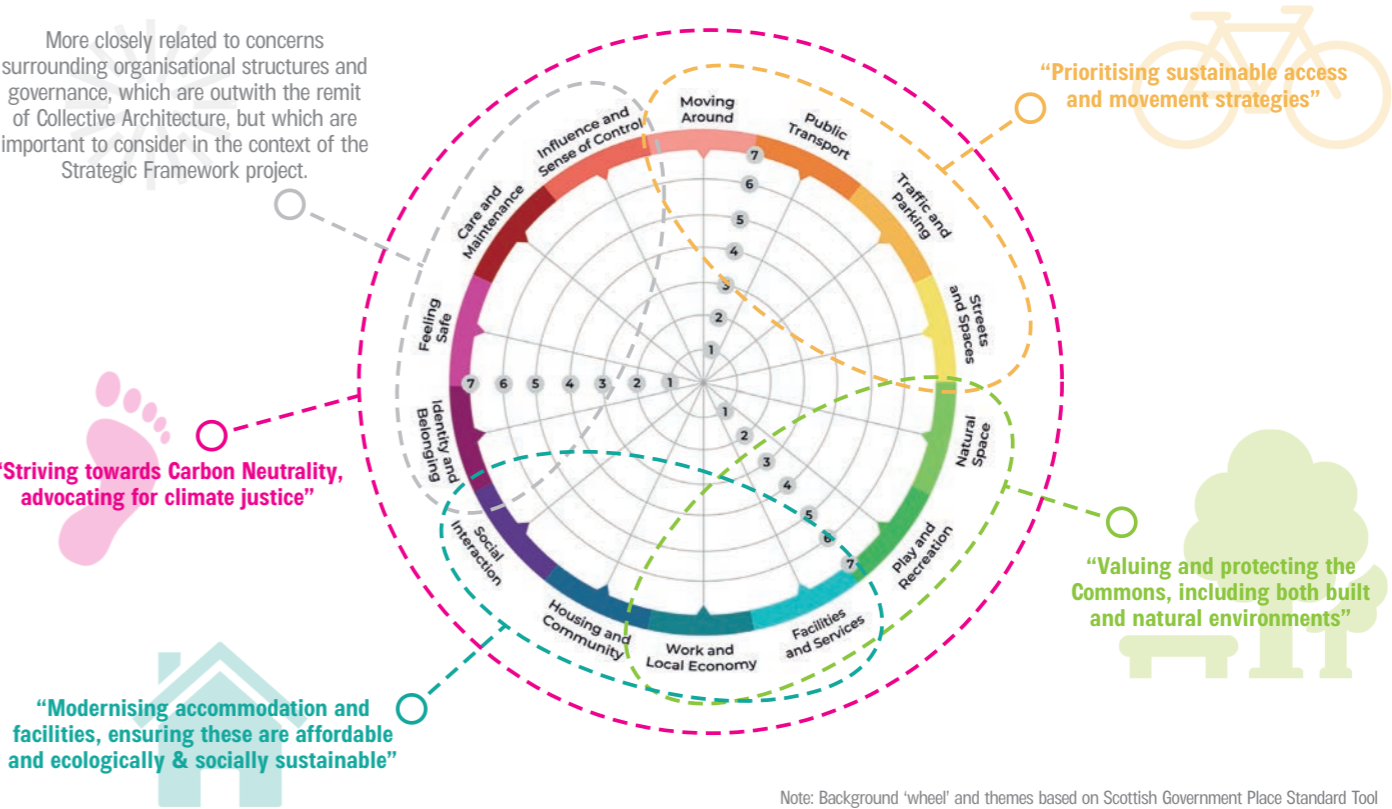 More closely related to concerns
surrounding organisational structures and
governance, which are outwith the remit
of Collective Architecture, but which are
important to consider in the context of the
Strategic Framework project.
“Prioritising sustainable access
and movement strategies”
Moving
Around
Public
Transport
Traffic and
Parking
Streets
and Spaces
Natural
Space
Play and
Recreation
Facilities
and Services
Work and
Local Economy
Housing and
Community
Social
Interaction
Identity and
Belonging
Feeling
Safe
Care and
Maintenance
Influence and
Sense of Control
7
6
5
4
3
2
1
7 6 5 4 3 2 1
1
2
3
4
5
6
7
“Striving towards Carbon Neutrality,
advocating for climate justice”
“Valuing and protecting the
Commons, including both built
and natural environments”
“Modernising accommodation and
facilities, ensuring these are affordable
and ecologically & socially sustainable”
Note: Background ‘wheel’ and themes based on Scottish Government Place Standard Tool